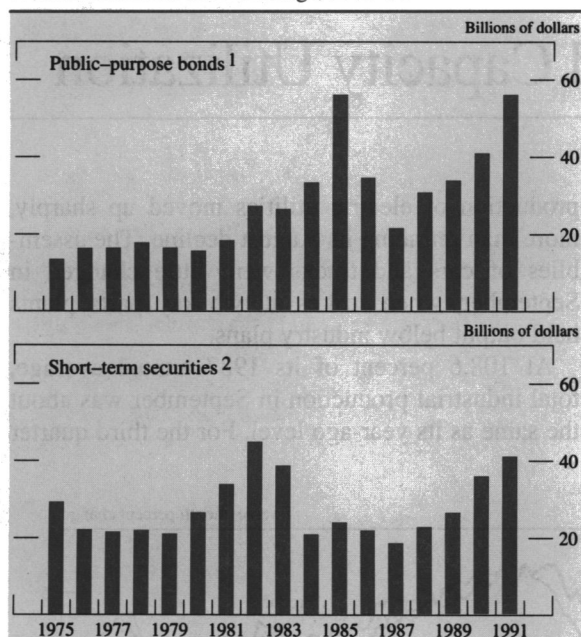 Billions of dollars
Public–purpose bonds 1
60
40
20
Billions of dollars
Short–term securities 2
60
40
20
1975 1977 1979 1981 1983 1985 1987 1989 1991